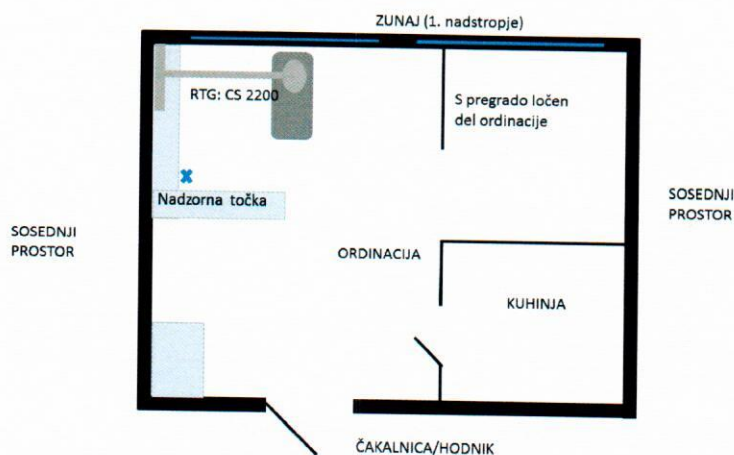 ZUNAJ (1. nadstropje)
RTG: CS 2200
S pregrado ločen
del ordinacije
Nadzorna točka
SOSEDNJI
PROSTOR
SOSEDNJI
PROSTOR
ORDINACIJA
KUHINJA
ČAKALNICA/HODNIK